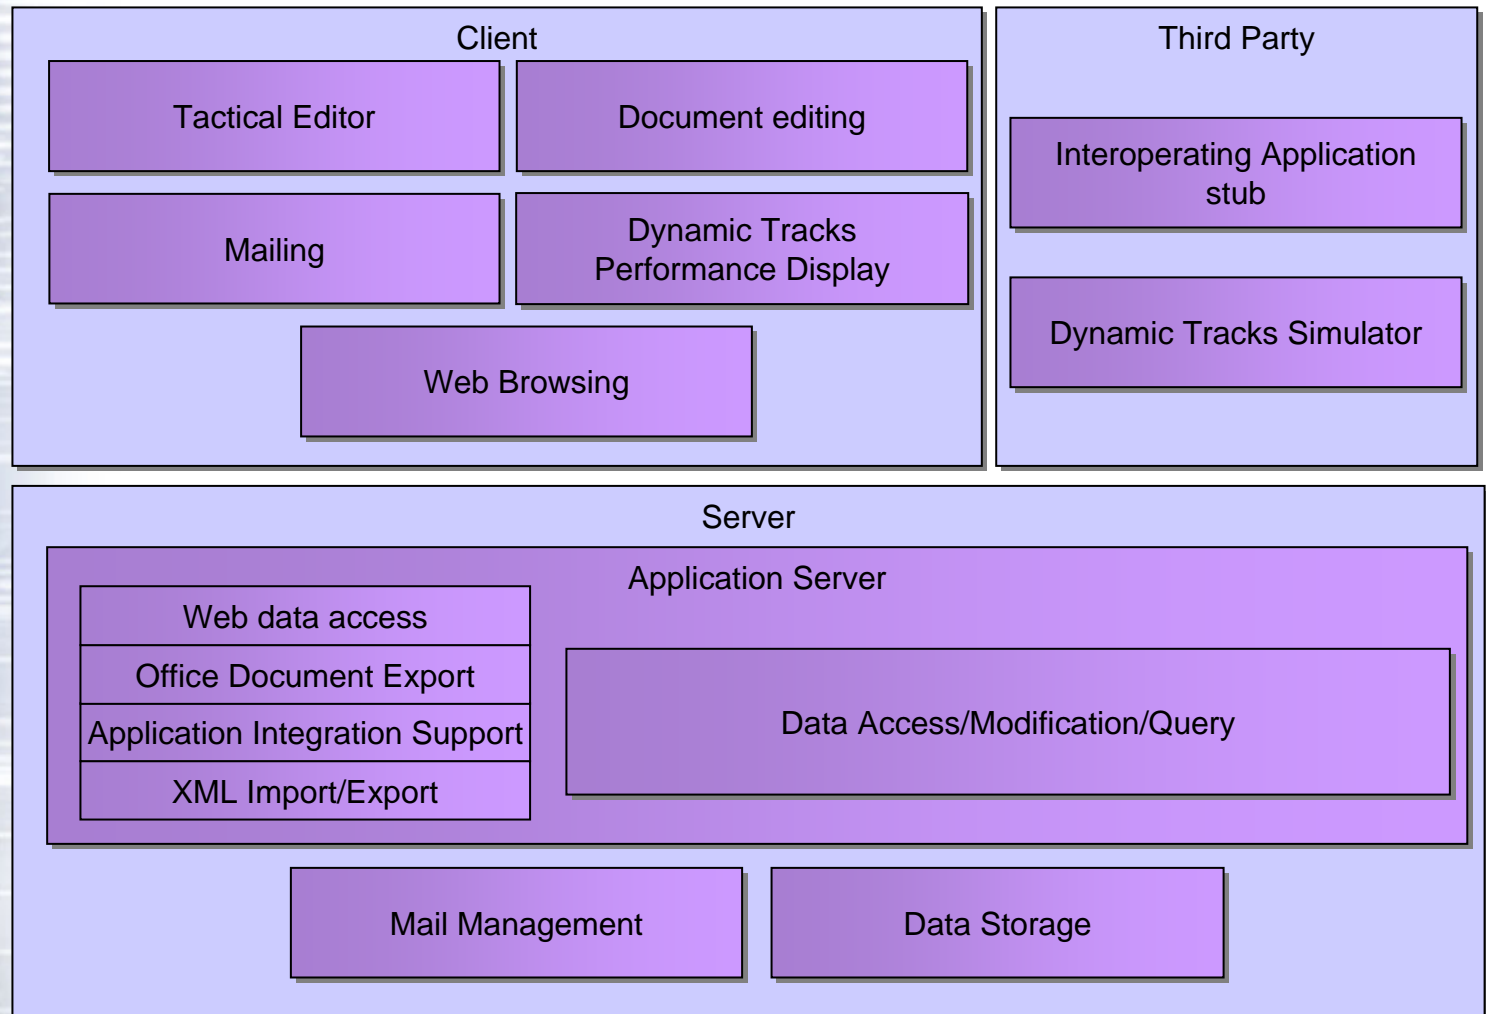 Client
Tactical Editor
Document editing
Mailing
Dynamic Tracks
Performance Display
Web Browsing
Third Party
Interoperating Application
stub
Dynamic Tracks Simulator
Server
Application Server
Web data access
Office Document Export
Application Integration Support
XML Import/Export
Data Access/Modification/Query
Mail Management
Data Storage